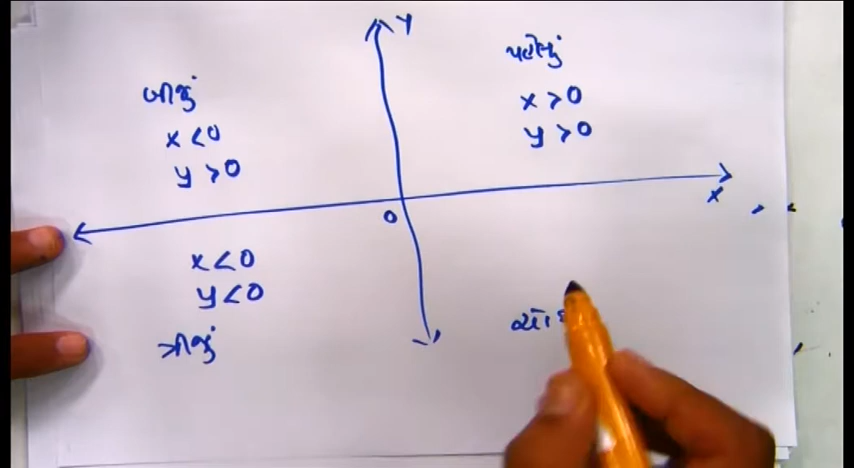 Y
પહેલું
x > 0
y > 0
બીજું
x < 0
y > 0
X
0
x < 0
y < 0
ત્રીજું